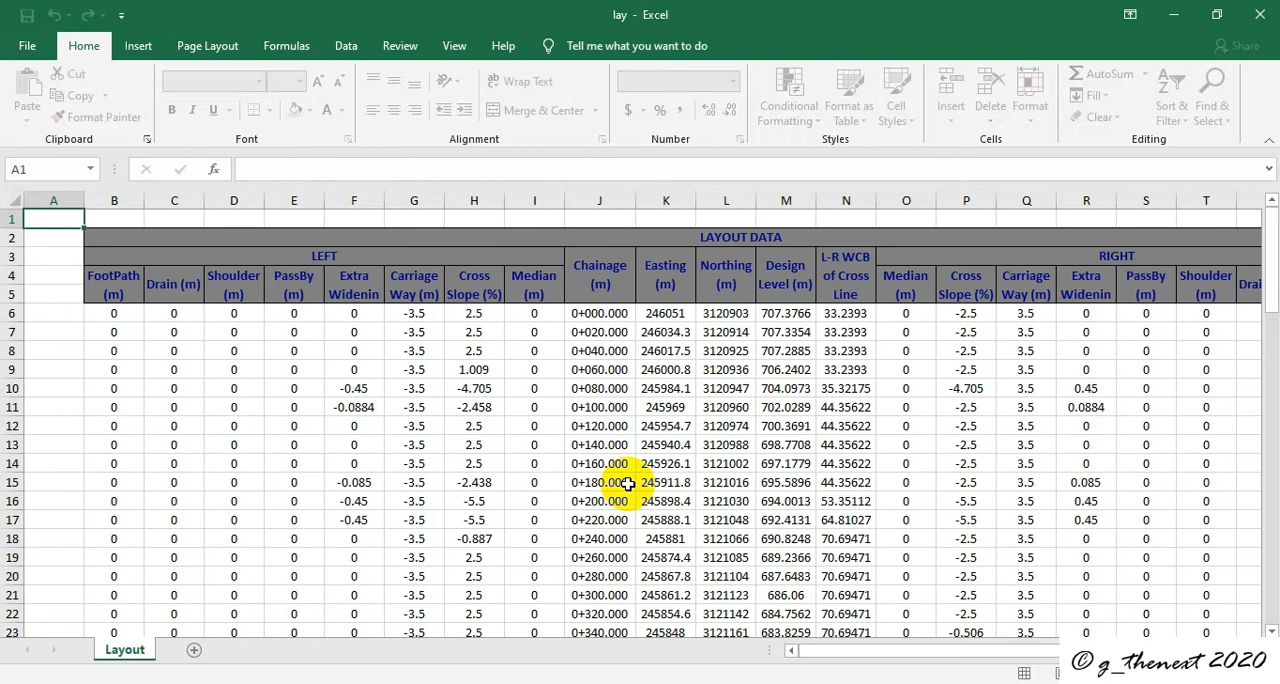 lay - Excel
File Home Insert Page Layout Formulas Data Review View Help Tell me what you want to do Share
Paste Cut Copy Format Painter Clipboard
B I U Font
Wrap Text Merge & Center Alignment
$ % , Number
Conditional Formatting Format as Table Cell Styles Styles
Insert Delete Format Cells
AutoSum Fill Clear Sort & Filter Find & Select Editing
A1 fx
A B C D E F G H I J K L M N O P Q R S T
1
2 LAYOUT DATA
3 LEFT Chainage (m) Easting (m) Northing (m) Design Level (m) L-R WCB of Cross Line RIGHT
4 FootPath (m) Drain (m) Shoulder (m) PassBy (m) Extra Widenin Carriage Way (m) Cross Slope (%) Median (m) Median (m) Cross Slope (%) Carriage Way (m) Extra Widenin PassBy (m) Shoulder (m) Drai
5
6 0 0 0 0 0 -3.5 2.5 0 0+000.000 246051 3120903 707.3766 33.2393 0 -2.5 3.5 0 0 0
7 0 0 0 0 0 -3.5 2.5 0 0+020.000 246034.3 3120914 707.3354 33.2393 0 -2.5 3.5 0 0 0
8 0 0 0 0 0 -3.5 2.5 0 0+040.000 246017.5 3120925 707.2885 33.2393 0 -2.5 3.5 0 0 0
9 0 0 0 0 0 -3.5 1.009 0 0+060.000 246000.8 3120936 706.2402 33.2393 0 -2.5 3.5 0 0 0
10 0 0 0 0 -0.45 -3.5 -4.705 0 0+080.000 245984.1 3120947 704.0973 35.32175 0 -4.705 3.5 0.45 0 0
11 0 0 0 0 -0.0884 -3.5 -2.458 0 0+100.000 245969 3120960 702.0289 44.35622 0 -2.5 3.5 0.0884 0 0
12 0 0 0 0 0 -3.5 2.5 0 0+120.000 245954.7 3120974 700.3691 44.35622 0 -2.5 3.5 0 0 0
13 0 0 0 0 0 -3.5 2.5 0 0+140.000 245940.4 3120988 698.7708 44.35622 0 -2.5 3.5 0 0 0
14 0 0 0 0 0 -3.5 2.5 0 0+160.000 245926.1 3121002 697.1779 44.35622 0 -2.5 3.5 0 0 0
15 0 0 0 0 -0.085 -3.5 -2.438 0 0+180.000 245911.8 3121016 695.5896 44.35622 0 -2.5 3.5 0.085 0 0
16 0 0 0 0 -0.45 -3.5 -5.5 0 0+200.000 245898.4 3121030 694.0013 53.35112 0 -5.5 3.5 0.45 0 0
17 0 0 0 0 -0.45 -3.5 -5.5 0 0+220.000 245888.1 3121048 692.4131 64.81027 0 -5.5 3.5 0.45 0 0
18 0 0 0 0 0 -3.5 -0.887 0 0+240.000 245881 3121066 690.8248 70.69471 0 -2.5 3.5 0 0 0
19 0 0 0 0 0 -3.5 2.5 0 0+260.000 245874.4 3121085 689.2366 70.69471 0 -2.5 3.5 0 0 0
20 0 0 0 0 0 -3.5 2.5 0 0+280.000 245867.8 3121104 687.6483 70.69471 0 -2.5 3.5 0 0 0
21 0 0 0 0 0 -3.5 2.5 0 0+300.000 245861.2 3121123 686.06 70.69471 0 -2.5 3.5 0 0 0
22 0 0 0 0 0 -3.5 2.5 0 0+320.000 245854.6 3121142 684.7562 70.69471 0 -2.5 3.5 0 0 0
23 0 0 0 0 0 -3.5 2.5 0 0+340.000 245848 3121161 683.8259 70.69471 0 -0.506 3.5 0 0 0
Layout
© g_thenext 2020